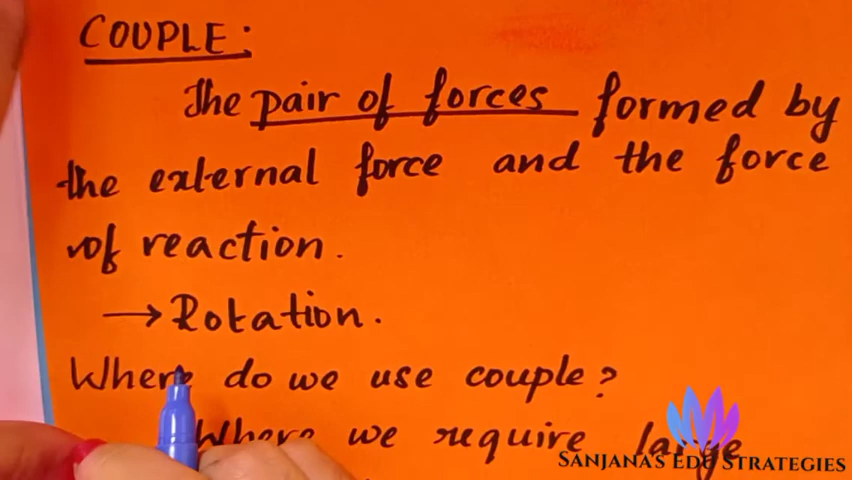 COUPLE:
The pair of forces formed by
the external force and the force
of reaction.
→ Rotation.
Where do we use couple?
Where we require large
SANJANA'S EDU STRATEGIES